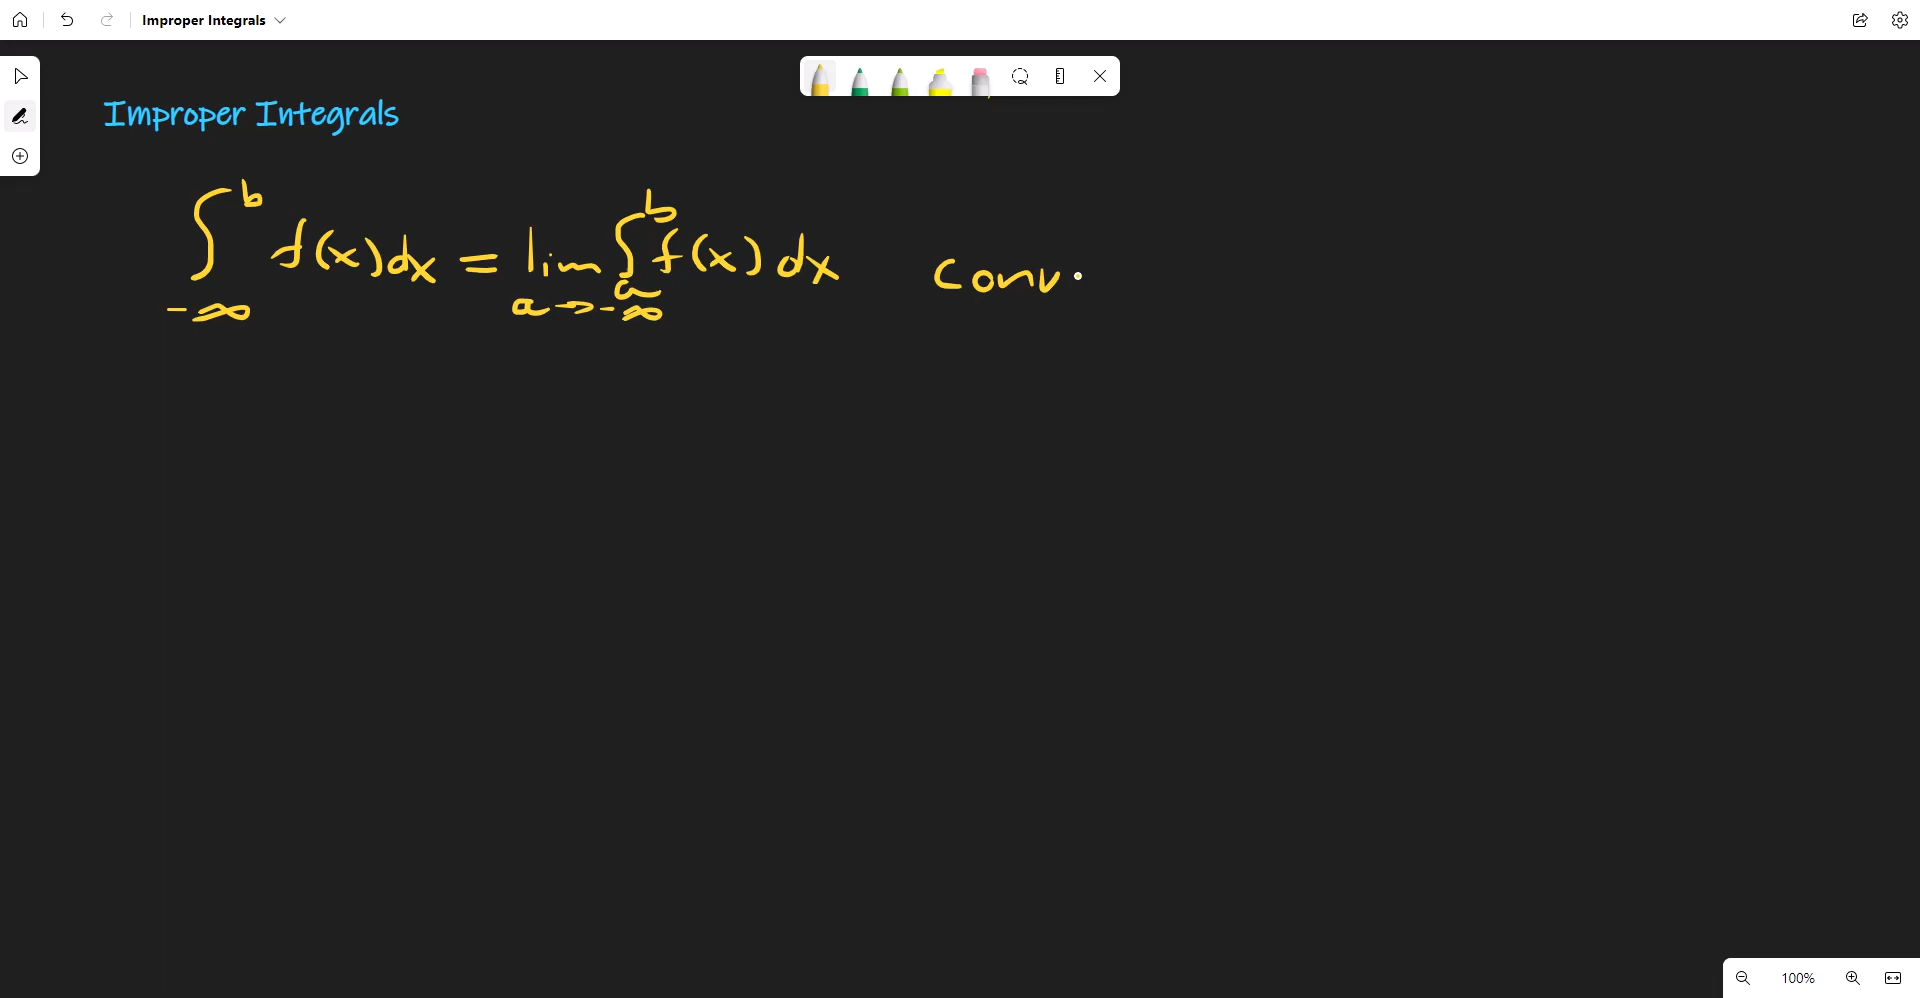 Improper Integrals
Improper Integrals
∫_{-∞}^{b} f(x)dx = lim_{a→-∞} ∫_{a}^{b} f(x) dx conv
100%